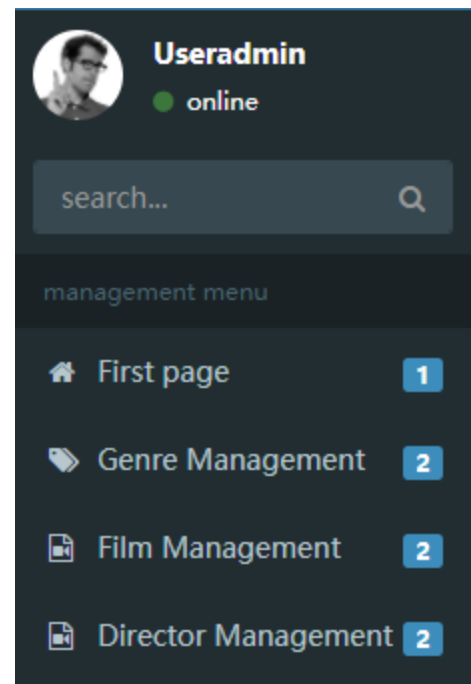 Useradmin
online
search...
management menu
First page 1
Genre Management 2
Film Management 2
Director Management 2